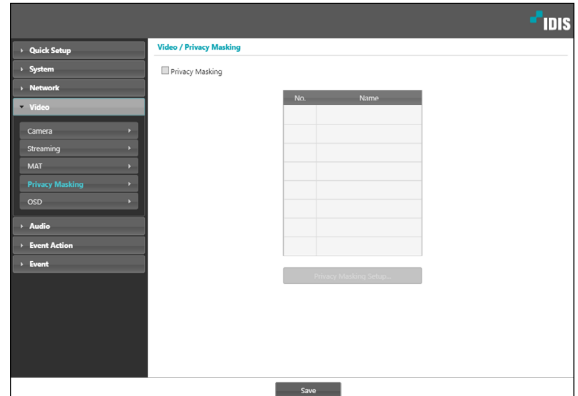 IDIS
Quick Setup
System
Network
Video
Camera
Streaming
MAT
Privacy Masking
OSD
Audio
Event Action
Event
Video / Privacy Masking
Privacy Masking
No. Name
Privacy Masking Setup...
Save